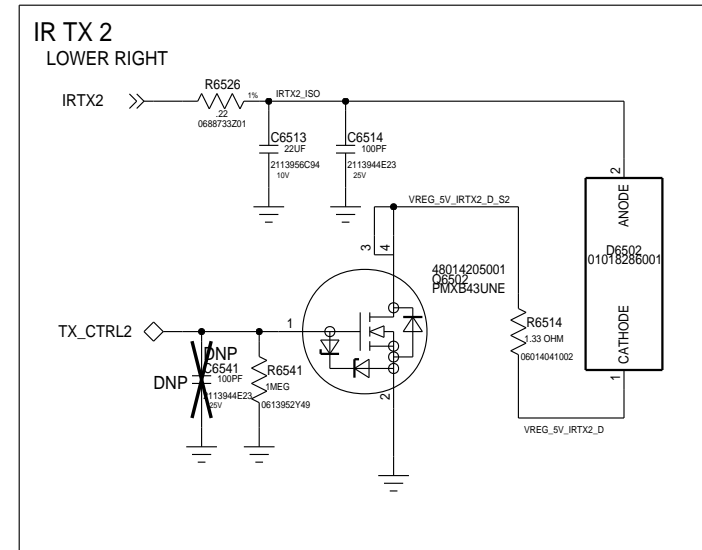 IR TX 2
LOWER RIGHT
R6526
IRTX2
1%
IRTX2_ISO
.22
0688733Z01
C6513
22UF
2113956C94
10V
C6514
100PF
2113944E23
25V
VREG_5V_IRTX2_D_S2
2
ANODE
D6502
01018286001
CATHODE
1
3
4
48014205001
Q6502
PMXB43UNE
R6514
1.33 OHM
06014041002
TX_CTRL2
1
DNP
C6541
DNP
100PF
2113944E23
25V
R6541
1MEG
0613952Y49
2
VREG_5V_IRTX2_D